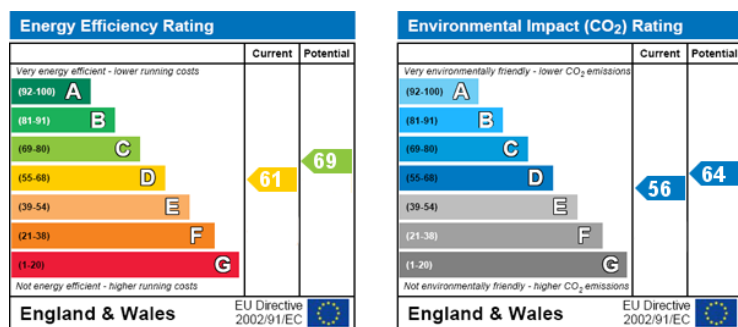 Energy Efficiency Rating
Current Potential
Very energy efficient - lower running costs
(92-100) A
(81-91) B
(69-80) C
(55-68) D
(39-54) E
(21-38) F
(1-20) G
61
69
Not energy efficient - higher running costs
England & Wales
EU Directive
2002/91/EC
Environmental Impact (CO2) Rating
Current Potential
Very environmentally friendly - lower CO2 emissions
(92-100) A
(81-91) B
(69-80) C
(55-68) D
(39-54) E
(21-38) F
(1-20) G
56
64
Not environmentally friendly - higher CO2 emissions
England & Wales
EU Directive
2002/91/EC